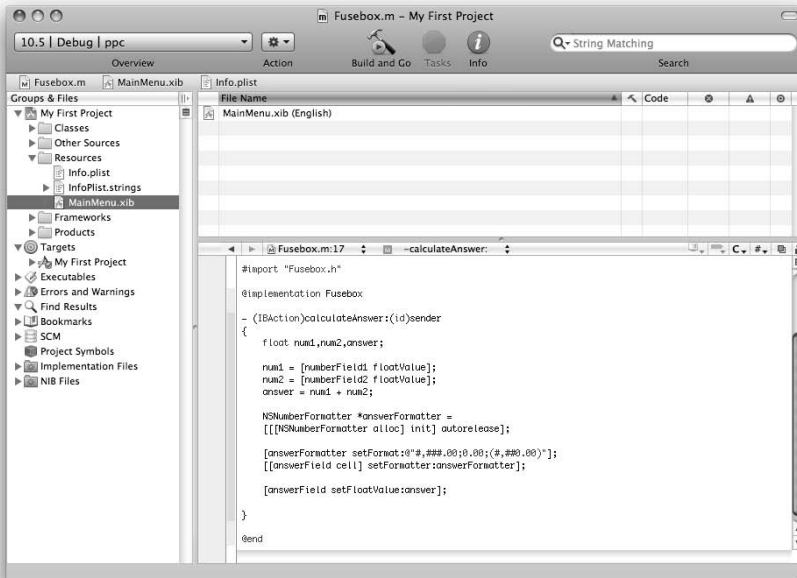 Fusebox.m – My First Project
10.5 | Debug | ppc
String Matching
Overview
Action
Build and Go
Tasks
Info
Search
Fusebox.m
MainMenu.xib
Info.plist
Groups & Files
My First Project
Classes
Other Sources
Resources
Info.plist
InfoPlist.strings
MainMenu.xib
Frameworks
Products
Targets
My First Project
Executables
Errors and Warnings
Find Results
Bookmarks
SCM
Project Symbols
Implementation Files
NIB Files
File Name
Code
MainMenu.xib (English)
Fusebox.m:17
-calculateAnswer:
C, #,
#import "Fusebox.h"
@implementation Fusebox
- (IBAction)calculateAnswer:(id)sender
{
float num1,num2,answer;
num1 = [numberField1 floatValue];
num2 = [numberField2 floatValue];
answer = num1 + num2;
NSNumberFormatter *answerFormatter =
[[[NSNumberFormatter alloc] init] autorelease];
[answerFormatter setFormat:@"#,###.00;0.00;(#,##0.00)"];
[[answerField cell] setFormatter:answerFormatter];
[answerField setFloatValue:answer];
}
@end